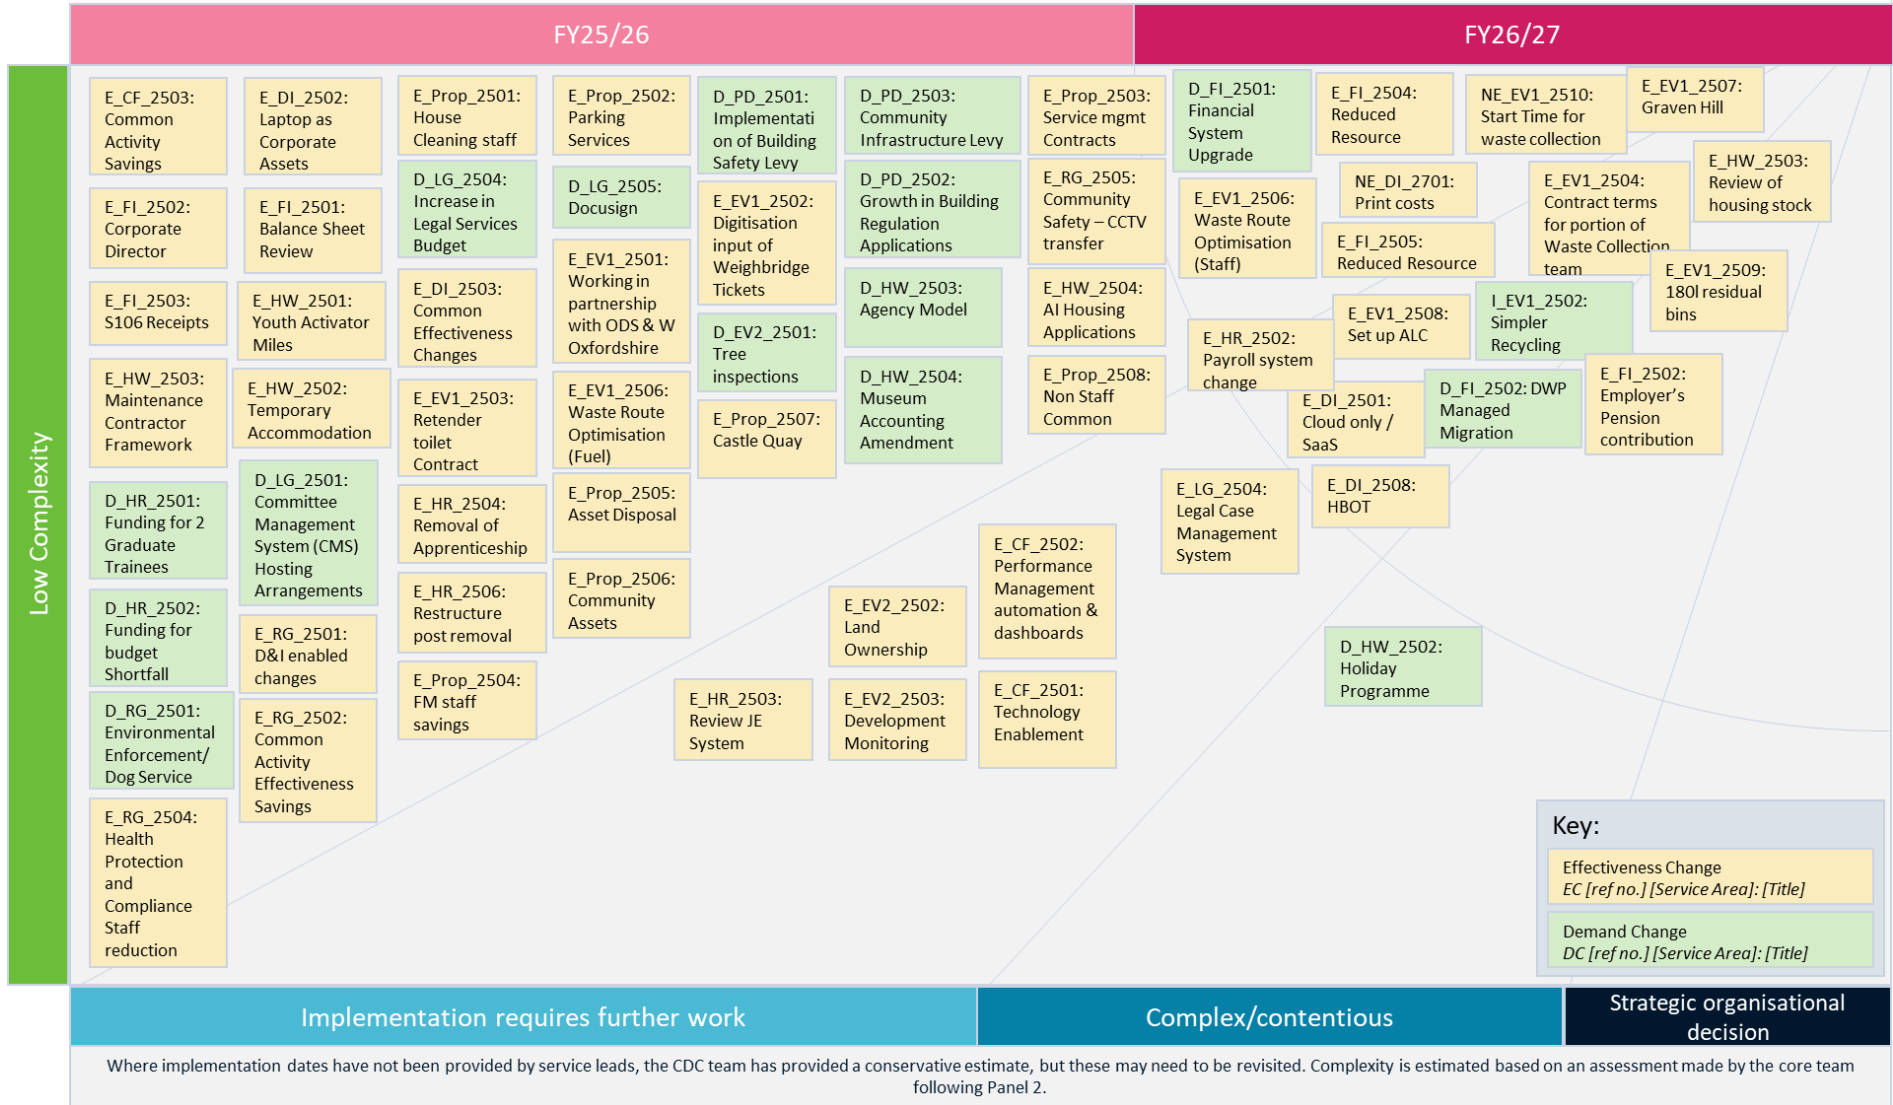 FY25/26
FY26/27
Low Complexity
E_CF_2503:
Common
Activity
Savings
E_FI_2502:
Corporate
Director
E_FI_2503:
S106 Receipts
E_HW_2503:
Maintenance
Contractor
Framework
D_HR_2501:
Funding for 2
Graduate
Trainees
D_HR_2502:
Funding for
budget
Shortfall
D_RG_2501:
Environmental
Enforcement/
Dog Service
E_RG_2504:
Health
Protection
and
Compliance
Staff
reduction
E_DI_2502:
Laptop as
Corporate
Assets
E_FI_2501:
Balance Sheet
Review
E_HW_2501:
Youth Activator
Miles
E_HW_2502:
Temporary
Accommodation
D_LG_2501:
Committee
Management
System (CMS)
Hosting
Arrangements
E_RG_2501:
D&I enabled
changes
E_RG_2502:
Common
Activity
Effectiveness
Savings
E_Prop_2501:
House
Cleaning staff
D_LG_2504:
Increase in
Legal Services
Budget
E_DI_2503:
Common
Effectiveness
Changes
E_EV1_2503:
Retender
toilet
Contract
E_HR_2504:
Removal of
Apprenticeship
E_HR_2506:
Restructure
post removal
E_Prop_2504:
FM staff
savings
E_Prop_2502:
Parking
Services
D_LG_2505:
Docusign
E_EV1_2501:
Working in
partnership
with ODS & W
Oxfordshire
E_EV1_2506:
Waste Route
Optimisation
(Fuel)
E_Prop_2505:
Asset Disposal
E_Prop_2506:
Community
Assets
D_PD_2501:
Implementati
on of Building
Safety Levy
E_EV1_2502:
Digitisation
input of
Weighbridge
Tickets
D_EV2_2501:
Tree
inspections
E_Prop_2507:
Castle Quay
E_HR_2503:
Review JE
System
D_PD_2503:
Community
Infrastructure Levy
D_PD_2502:
Growth in Building
Regulation
Applications
D_HW_2503:
Agency Model
D_HW_2504:
Museum
Accounting
Amendment
E_EV2_2502:
Land
Ownership
E_EV2_2503:
Development
Monitoring
E_Prop_2503:
Service mgmt
Contracts
E_RG_2505:
Community
Safety – CCTV
transfer
E_HW_2504:
AI Housing
Applications
E_Prop_2508:
Non Staff
Common
E_CF_2502:
Performance
Management
automation &
dashboards
E_CF_2501:
Technology
Enablement
D_FI_2501:
Financial
System
Upgrade
E_EV1_2506:
Waste Route
Optimisation
(Staff)
E_HR_2502:
Payroll system
change
E_LG_2504:
Legal Case
Management
System
E_FI_2504:
Reduced
Resource
NE_DI_2701:
Print costs
E_FI_2505:
Reduced Resource
E_EV1_2508:
Set up ALC
E_DI_2501:
Cloud only /
SaaS
E_DI_2508:
HBOT
D_HW_2502:
Holiday
Programme
NE_EV1_2510:
Start Time for
waste collection
E_EV1_2504:
Contract terms
for portion of
Waste Collection
team
I_EV1_2502:
Simpler
Recycling
D_FI_2502: DWP
Managed
Migration
E_EV1_2507:
Graven Hill
E_HW_2503:
Review of
housing stock
E_EV1_2509:
180l residual
bins
E_FI_2502:
Employer’s
Pension
contribution
Key:
Effectiveness Change
EC [ref no.] [Service Area]: [Title]
Demand Change
DC [ref no.] [Service Area]: [Title]
Implementation requires further work
Complex/contentious
Strategic organisational
decision
Where implementation dates have not been provided by service leads, the CDC team has provided a conservative estimate, but these may need to be revisited. Complexity is estimated based on an assessment made by the core team
following Panel 2.